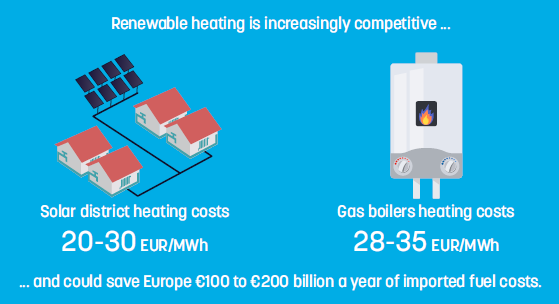 Renewable heating is increasingly competitive ...
Solar district heating costs
20-30 EUR/MWh
Gas boilers heating costs
28-35 EUR/MWh
... and could save Europe €100 to €200 billion a year of imported fuel costs.